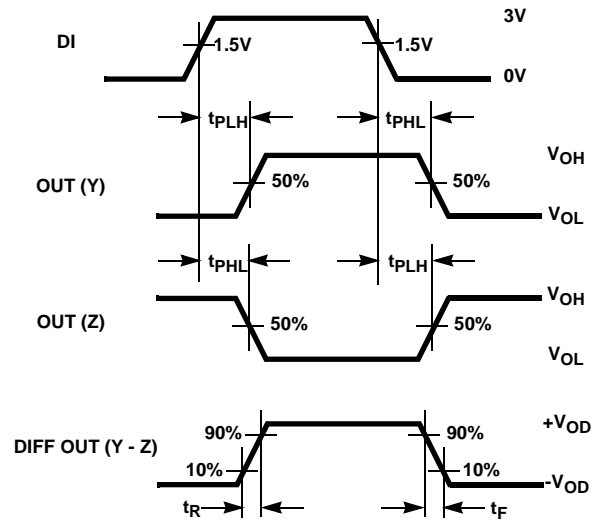 3V
DI
1.5V 1.5V
0V
tPLH tPHL
VOH
OUT (Y) 50% 50%
VOL
tPHL tPLH
VOH
OUT (Z) 50% 50%
VOL
+VOD
90% 90%
DIFF OUT (Y - Z)
10% 10%
-VOD
tR tF